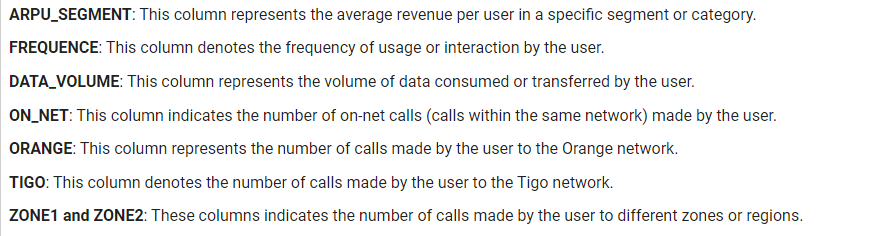 ARPU_SEGMENT: This column represents the average revenue per user in a specific segment or category.
FREQUENCE: This column denotes the frequency of usage or interaction by the user.
DATA_VOLUME: This column represents the volume of data consumed or transferred by the user.
ON_NET: This column indicates the number of on-net calls (calls within the same network) made by the user.
ORANGE: This column represents the number of calls made by the user to the Orange network.
TIGO: This column denotes the number of calls made by the user to the Tigo network.
ZONE1 and ZONE2: These columns indicates the number of calls made by the user to different zones or regions.